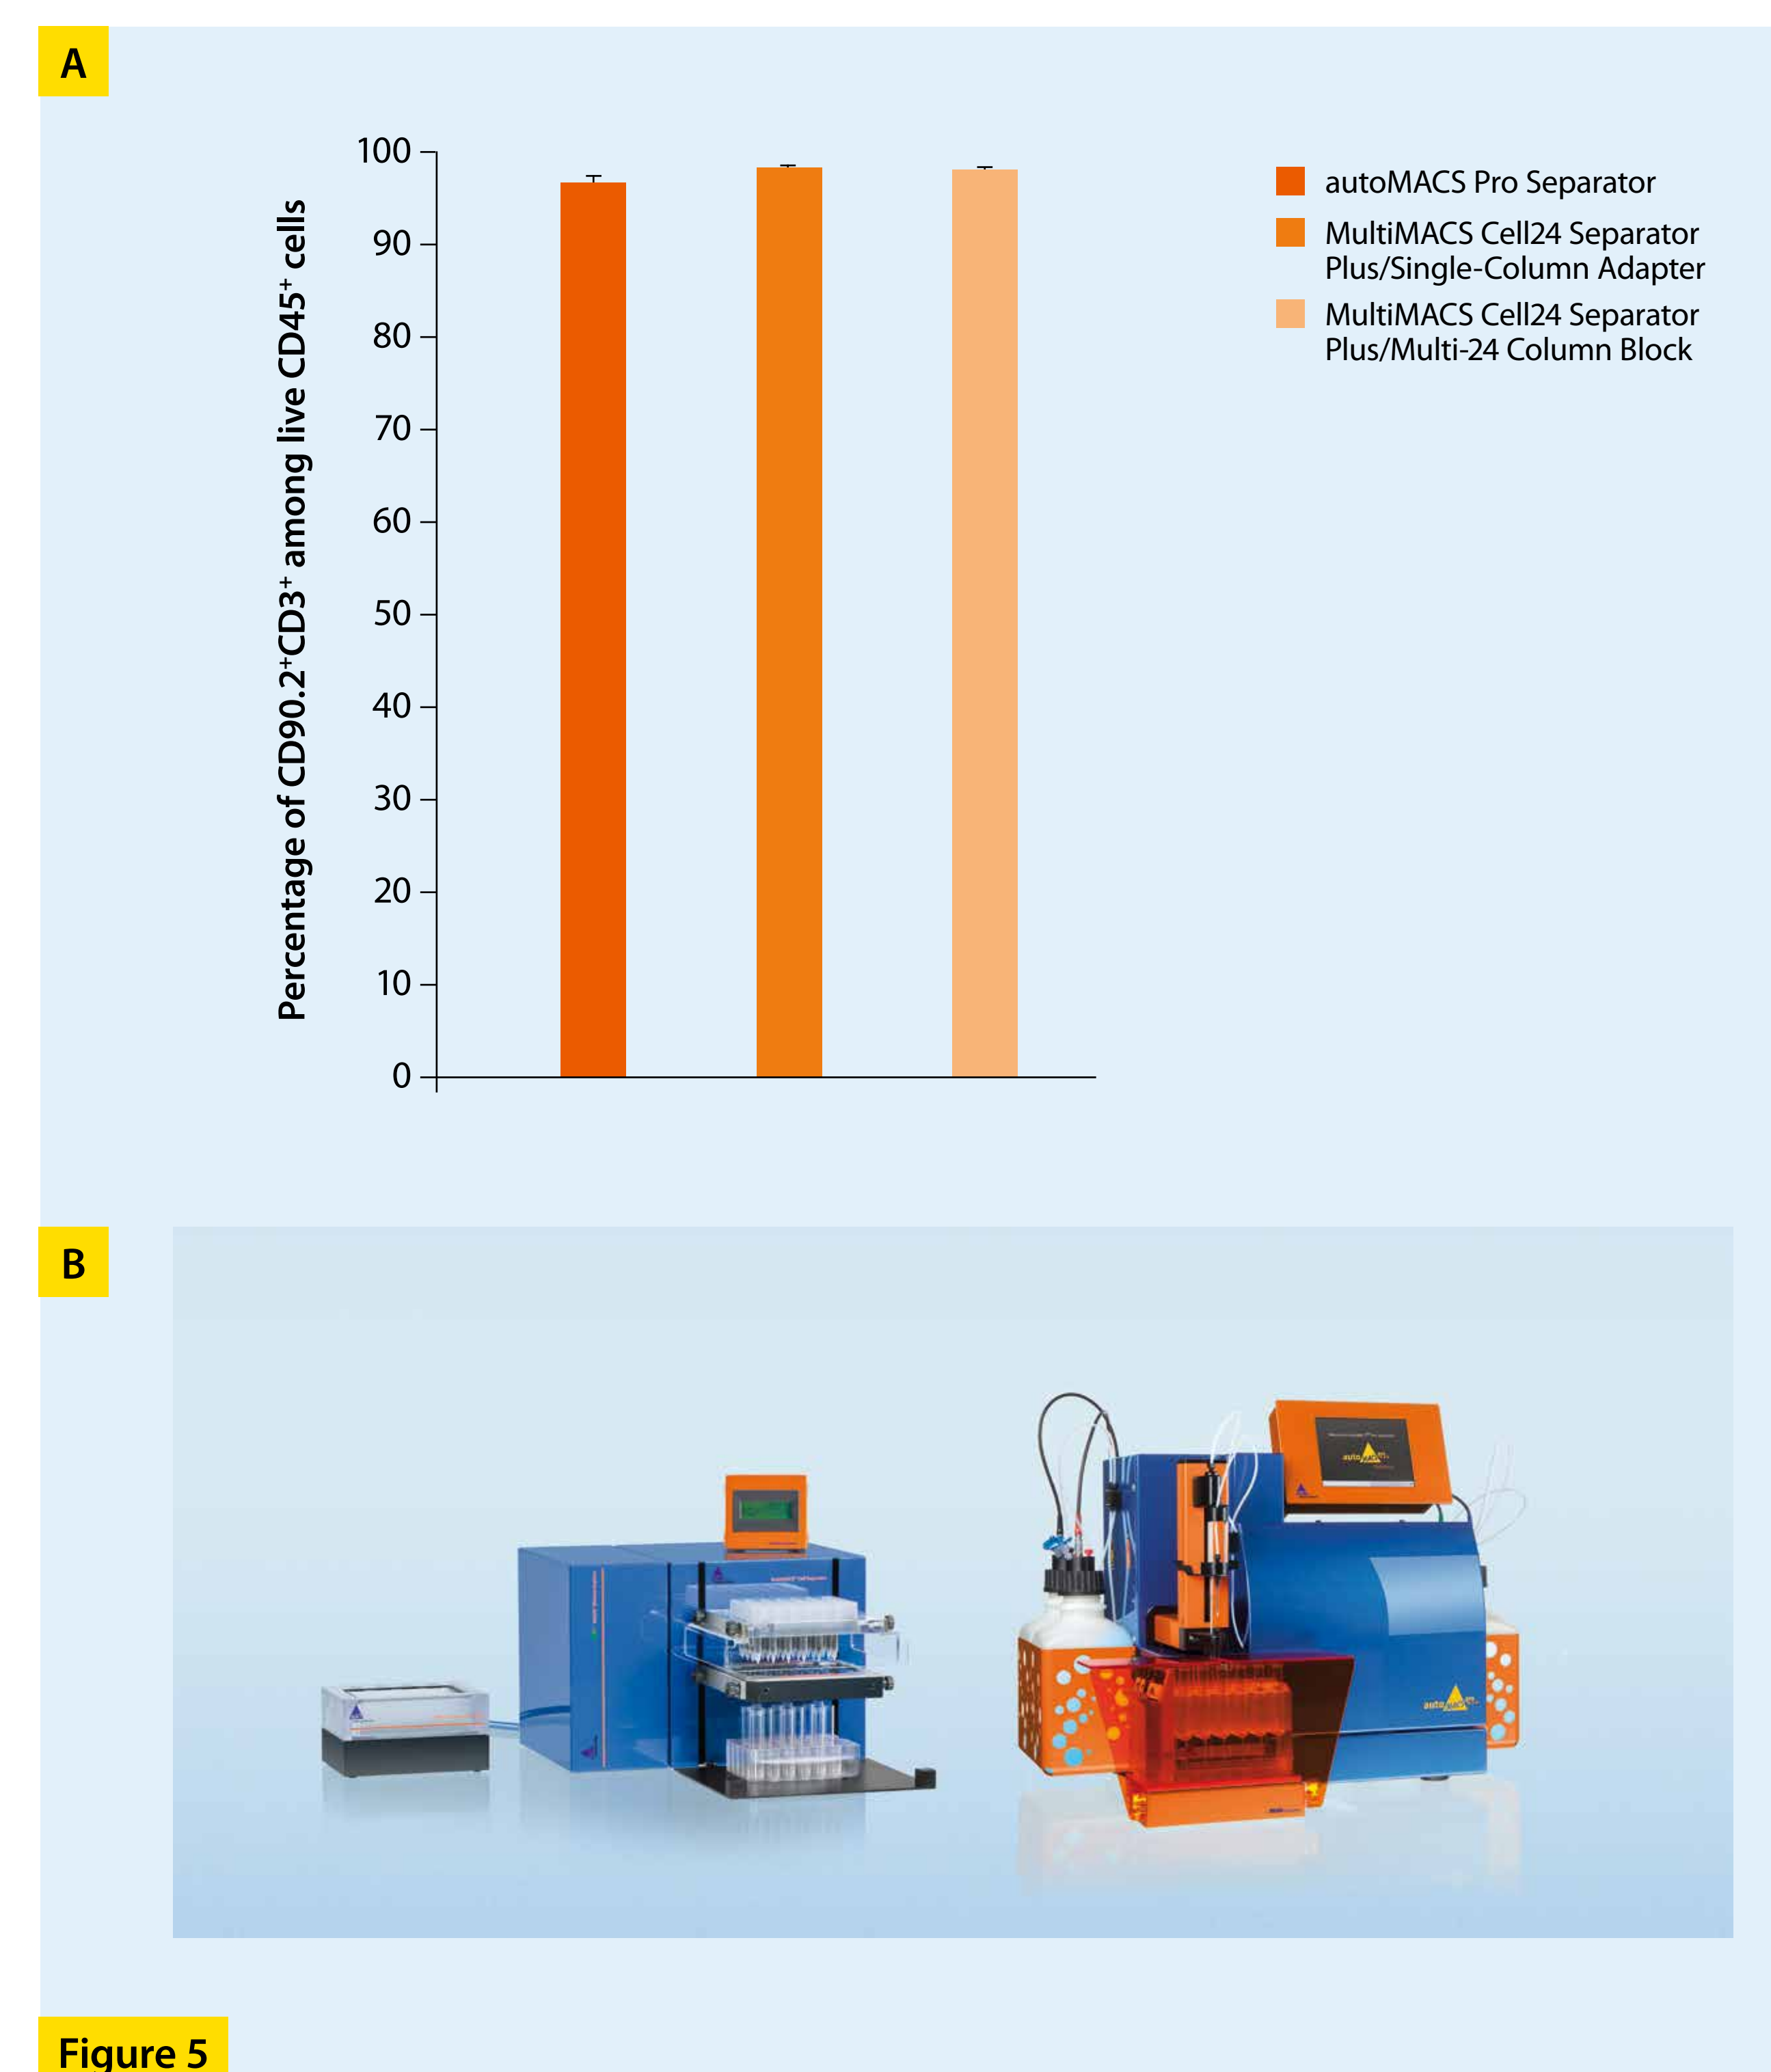 A
100
90
80
70
60
50
40
30
20
10
0
Percentage of CD90.2⁺CD3⁺ among live CD45⁺ cells
autoMACS Pro Separator
MultiMACS Cell24 Separator
Plus/Single-Column Adapter
MultiMACS Cell24 Separator
Plus/Multi-24 Column Block
B
Figure 5